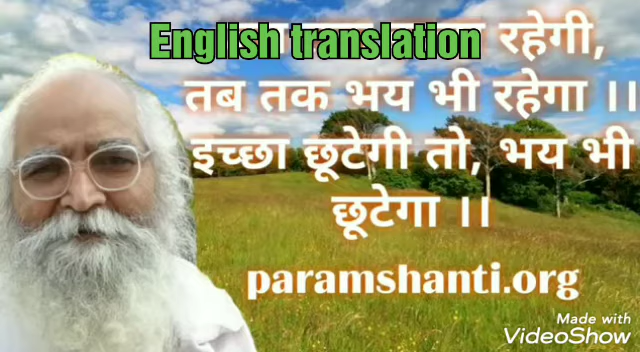 English translation
रहेगी,
तब तक भय भी रहेगा ।।
इच्छा छूटेगी तो, भय भी
छूटेगा ।।
paramshanti.org
Made with
VideoShow